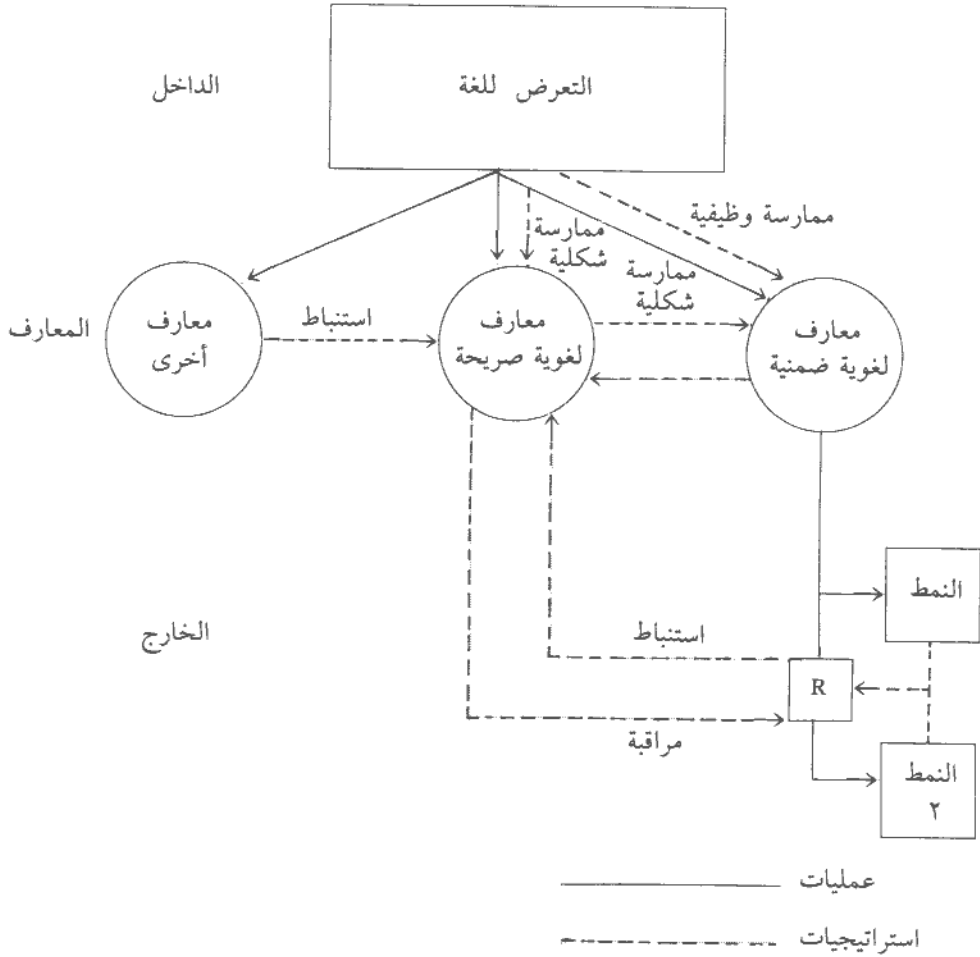 الداخل
التعرض للغة
ممارسة وظيفية
ممارسة
شكلية
ممارسة
شكلية
المعارف
معارف
أخرى
استنباط
معارف
لغوية صريحة
معارف
لغوية ضمنية
الخارج
النمط
استنباط
R
مراقبة
النمط
٢
عمليات
استراتيجيات